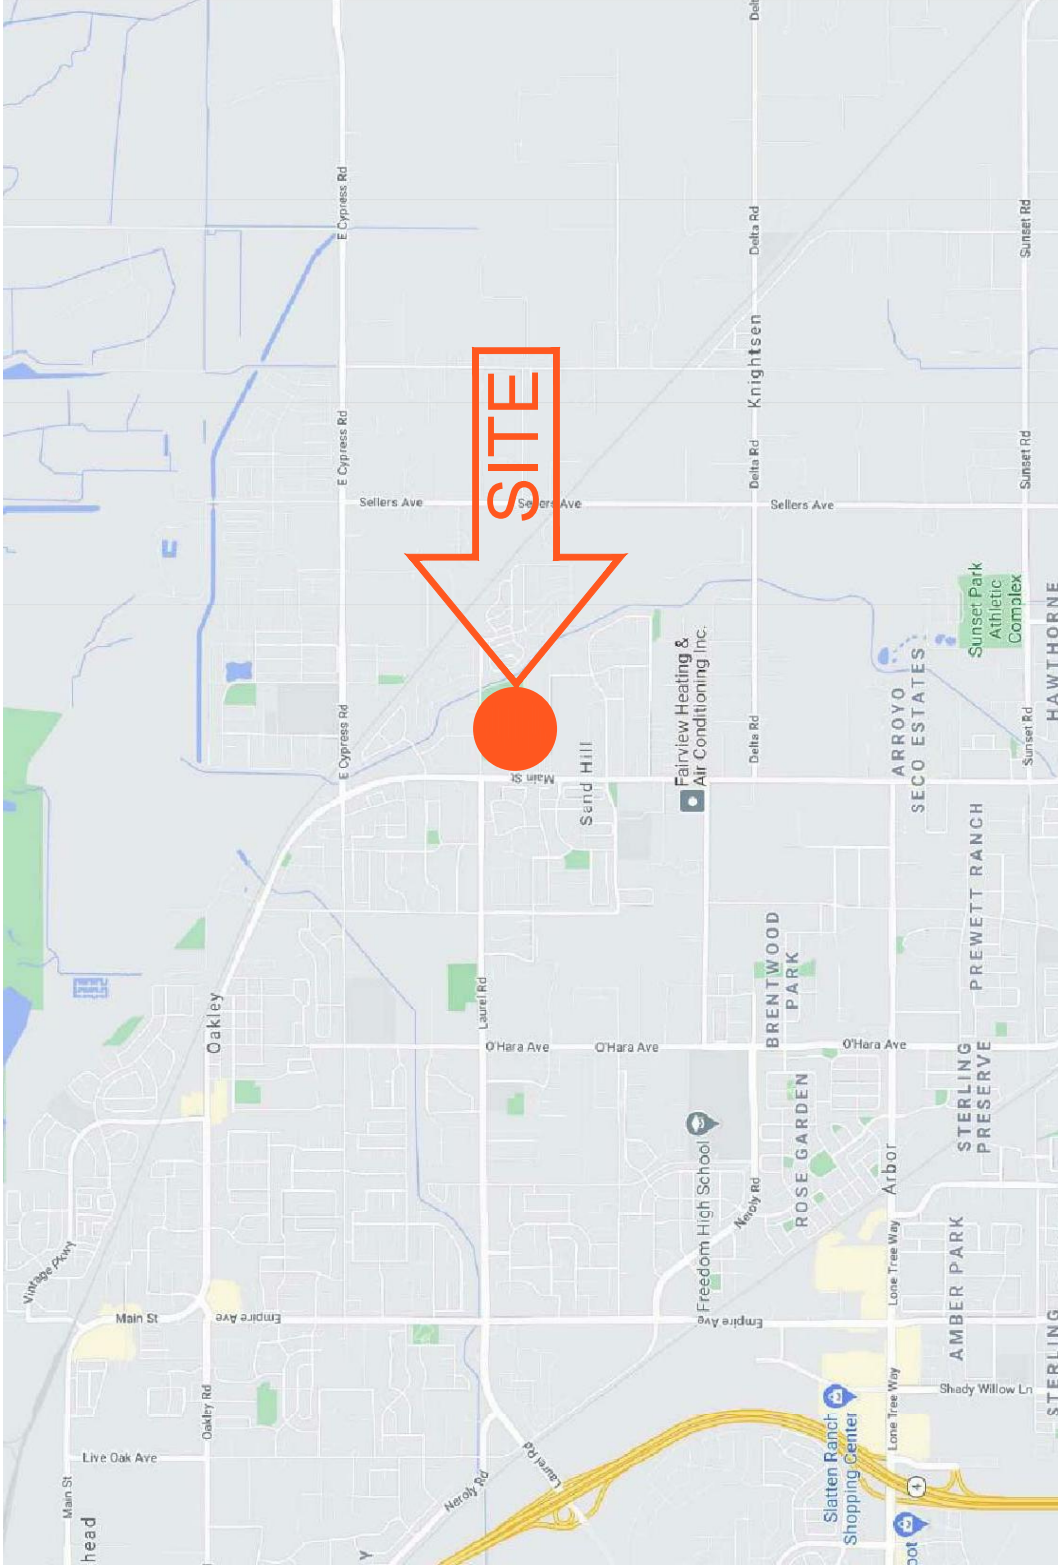 Delta Rd
E Cypress Rd
Delta Rd
Sunset Rd
Knightsen
SITE
E Cypress Rd
Delta Rd
Sunset Rd
Sellers Ave
Sellers Ave
Sellers Ave
Sunset Park
Athletic
Complex
HAWTHORNE
ARROYO
SECO ESTATES
Fairview Heating &
Air Conditioning Inc.
E Cypress Rd
Delta Rd
Sunset Rd
Main St
Sand Hill
PREWETT RANCH
BRENTWOOD
PARK
Oakley
Laurel Rd
O'Hara Ave
O'Hara Ave
O'Hara Ave
STERLING
PRESERVE
ROSE GARDEN
Freedom High School
Neroly Rd
Arbor
Lone Tree Way
AMBER PARK
Vintage Pkwy
Main St
Empire Ave
Empire Ave
STERLING
Shady Willow Ln
Lone Tree Way
Slatten Ranch
Shopping Center
Oakley Rd
Live Oak Ave
Laurel Rd
Neroly Rd
Main St
4
head
Y